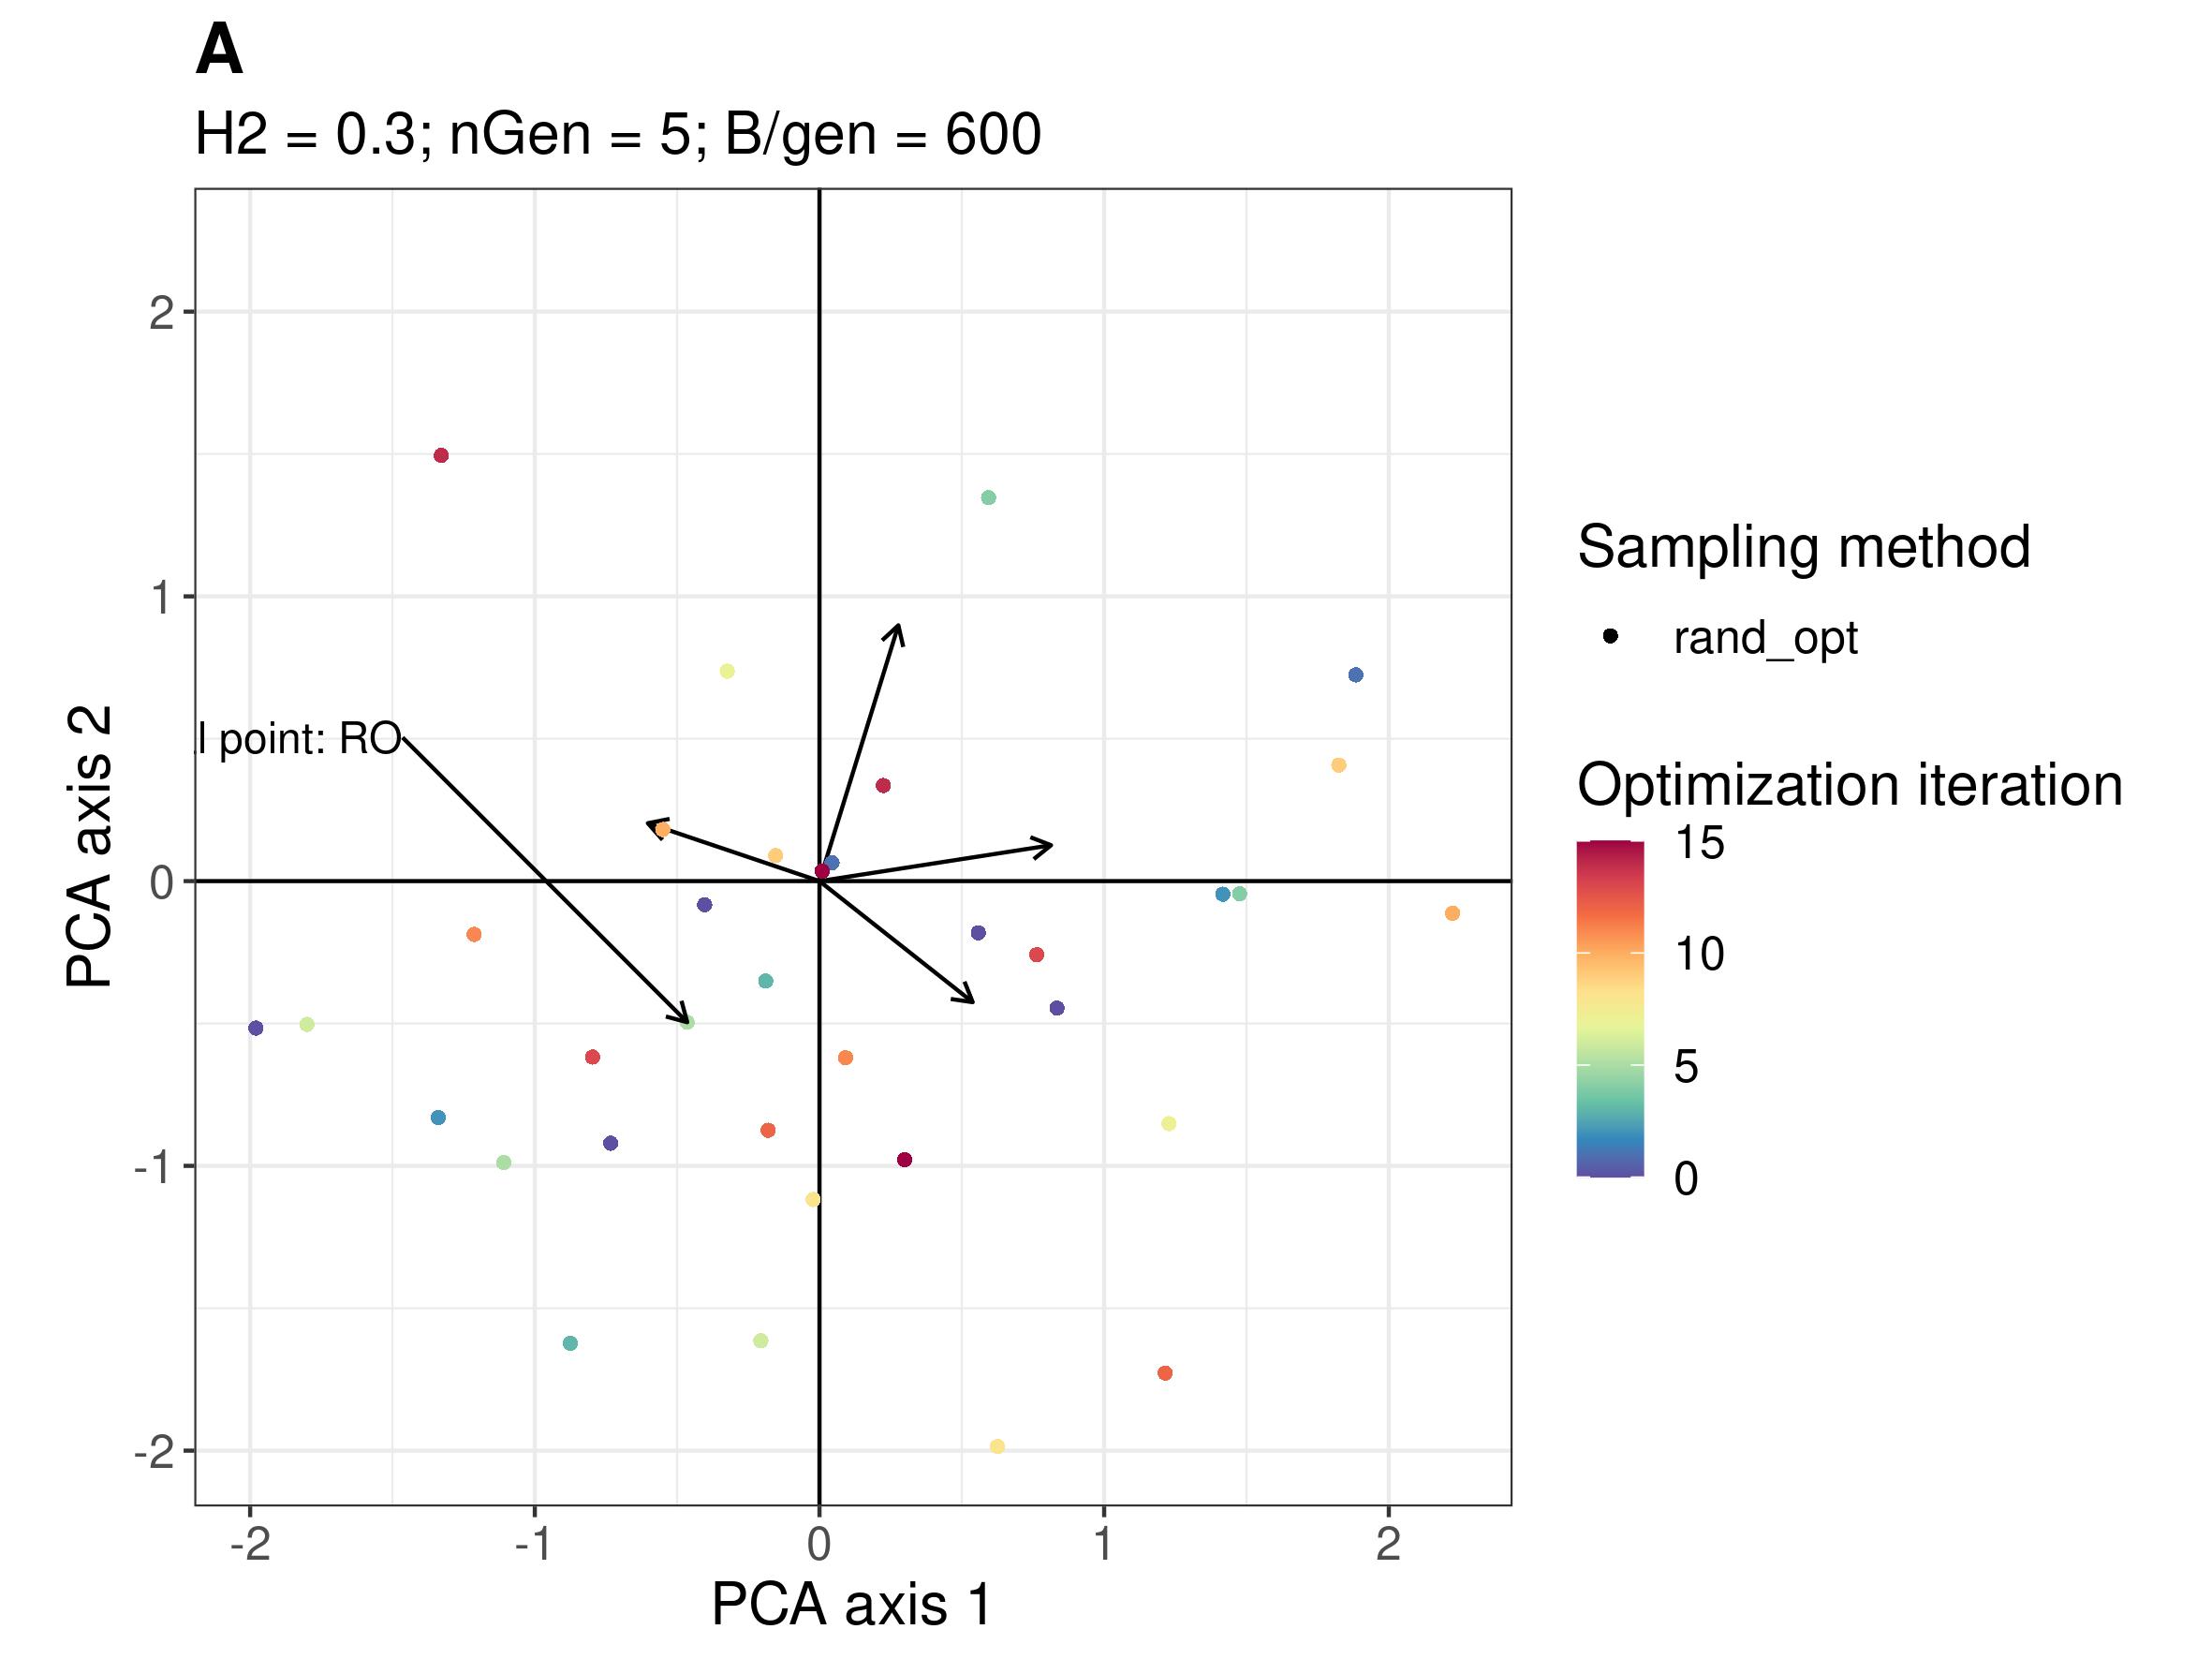 A
H2 = 0.3; nGen = 5; B/gen = 600
2
1
0
-1
-2
-2
-1
0
1
2
PCA axis 2
PCA axis 1
l point: RO
Sampling method
rand_opt
Optimization iteration
15
10
5
0